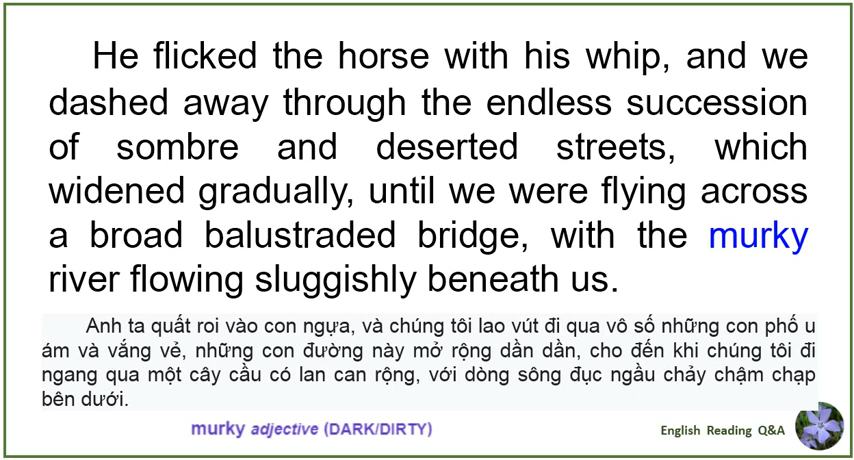 He flicked the horse with his whip, and we
dashed away through the endless succession
of sombre and deserted streets, which
widened gradually, until we were flying across
a broad balustraded bridge, with the murky
river flowing sluggishly beneath us.
Anh ta quất roi vào con ngựa, và chúng tôi lao vút đi qua vô số những con phố u
ám và vắng vẻ, những con đường này mở rộng dần dần, cho đến khi chúng tôi đi
ngang qua một cây cầu có lan can rộng, với dòng sông đục ngầu chảy chậm chạp
bên dưới.
murky adjective (DARK/DIRTY)
English Reading Q&A